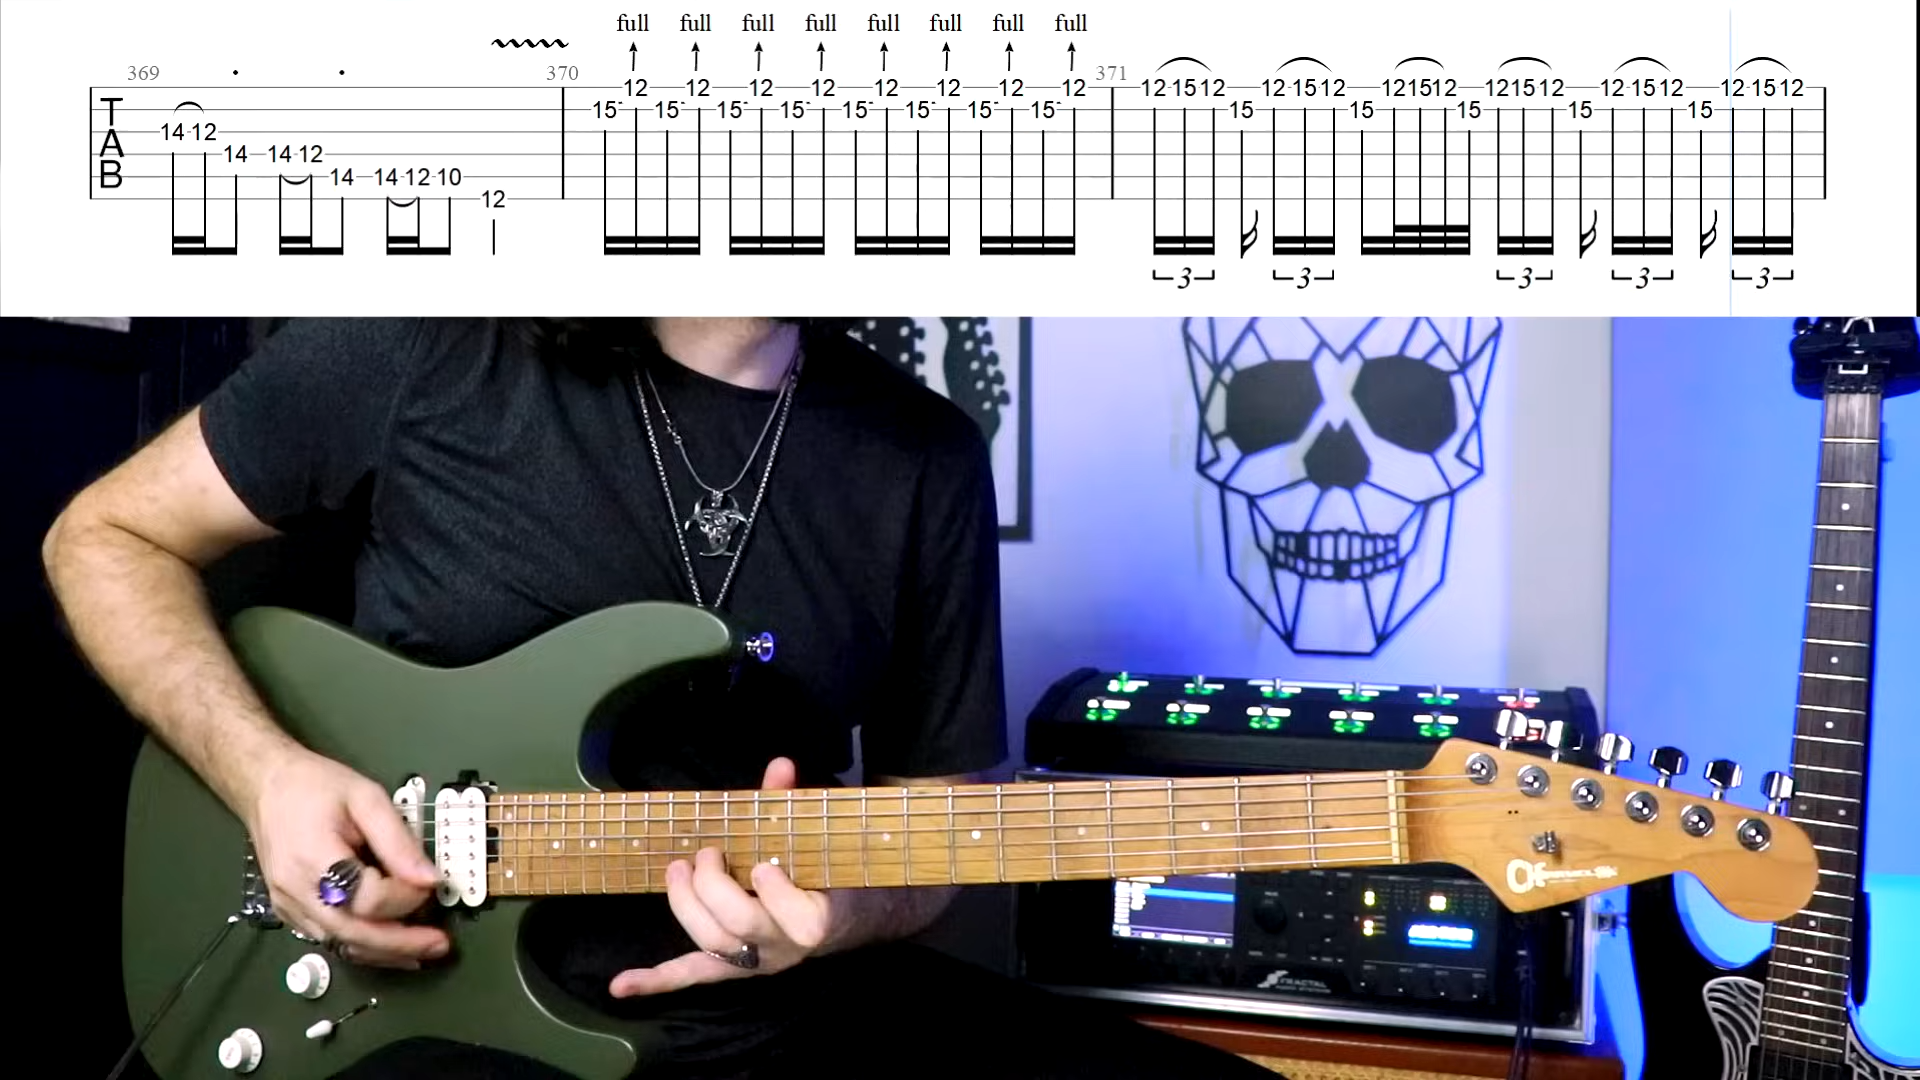 full full full full full full full full
369 370 371
12 12 12 12 12 12 12 12 12 15 12 12 15 12 12 15 12 12 15 12 12 15 12 12 15 12
T 15 15 15 15 15 15 15 15 15 15 15 15 15
14 12
A 14 14 12
B 14 14 12 10
12
3 3 3 3 3
FRACTAL